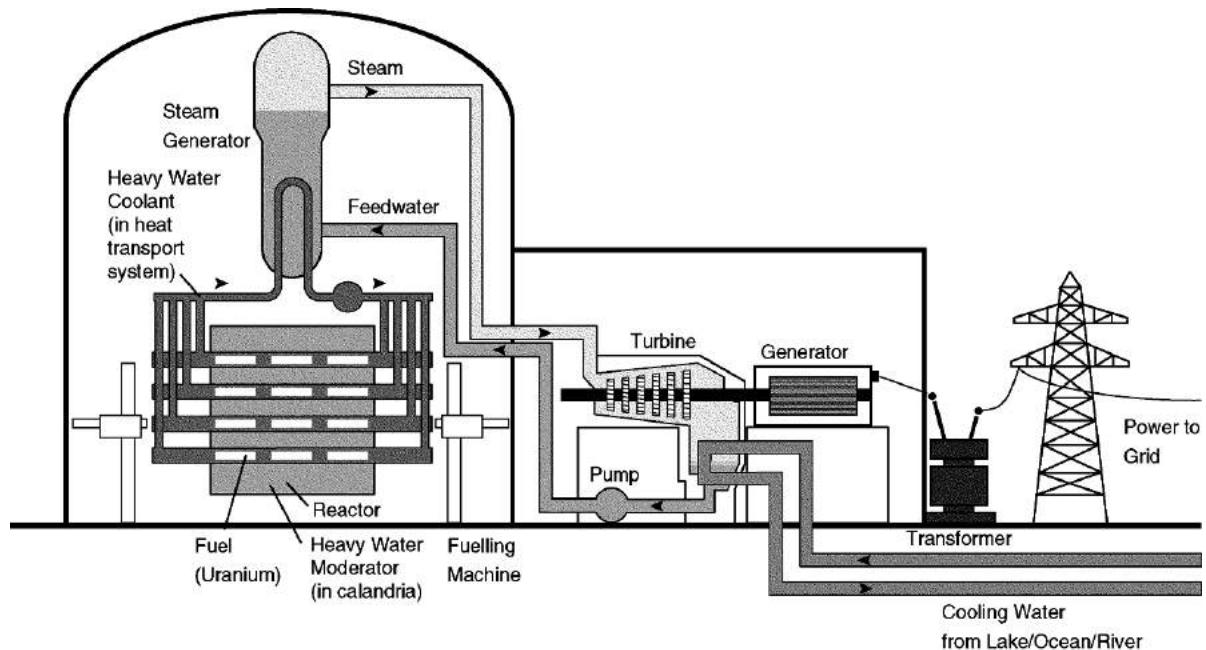 Steam
Steam
Generator
Heavy Water
Coolant
(in heat
transport
system)
Feedwater
Turbine
Generator
Pump
Power to
Grid
Reactor
Transformer
Fuel
(Uranium)
Heavy Water
Moderator
(in calandria)
Fuelling
Machine
Cooling Water
from Lake/Ocean/River